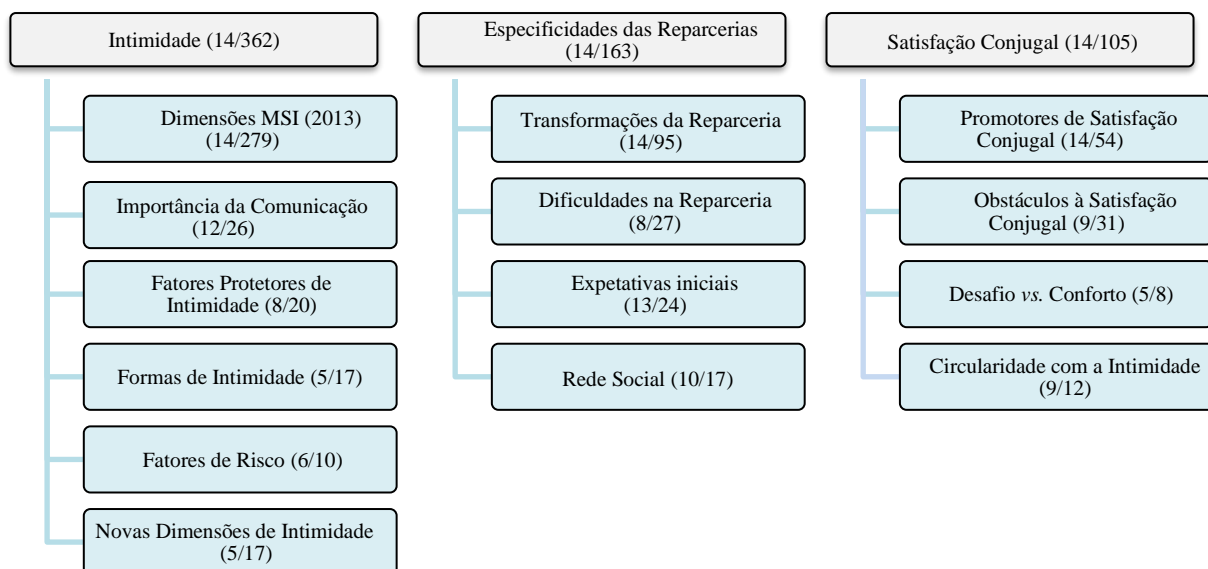 Intimidade (14/362)
Dimensões MSI (2013)
(14/279)
Importância da Comunicação
(12/26)
Fatores Protetores de
Intimidade (8/20)
Formas de Intimidade (5/17)
Fatores de Risco (6/10)
Novas Dimensões de Intimidade
(5/17)
Especificidades das Reparcerias
(14/163)
Transformações da Reparceria
(14/95)
Dificuldades na Reparceria
(8/27)
Expetativas iniciais
(13/24)
Rede Social (10/17)
Satisfação Conjugal (14/105)
Promotores de Satisfação
Conjugal (14/54)
Obstáculos à Satisfação
Conjugal (9/31)
Desafio vs. Conforto (5/8)
Circularidade com a Intimidade
(9/12)